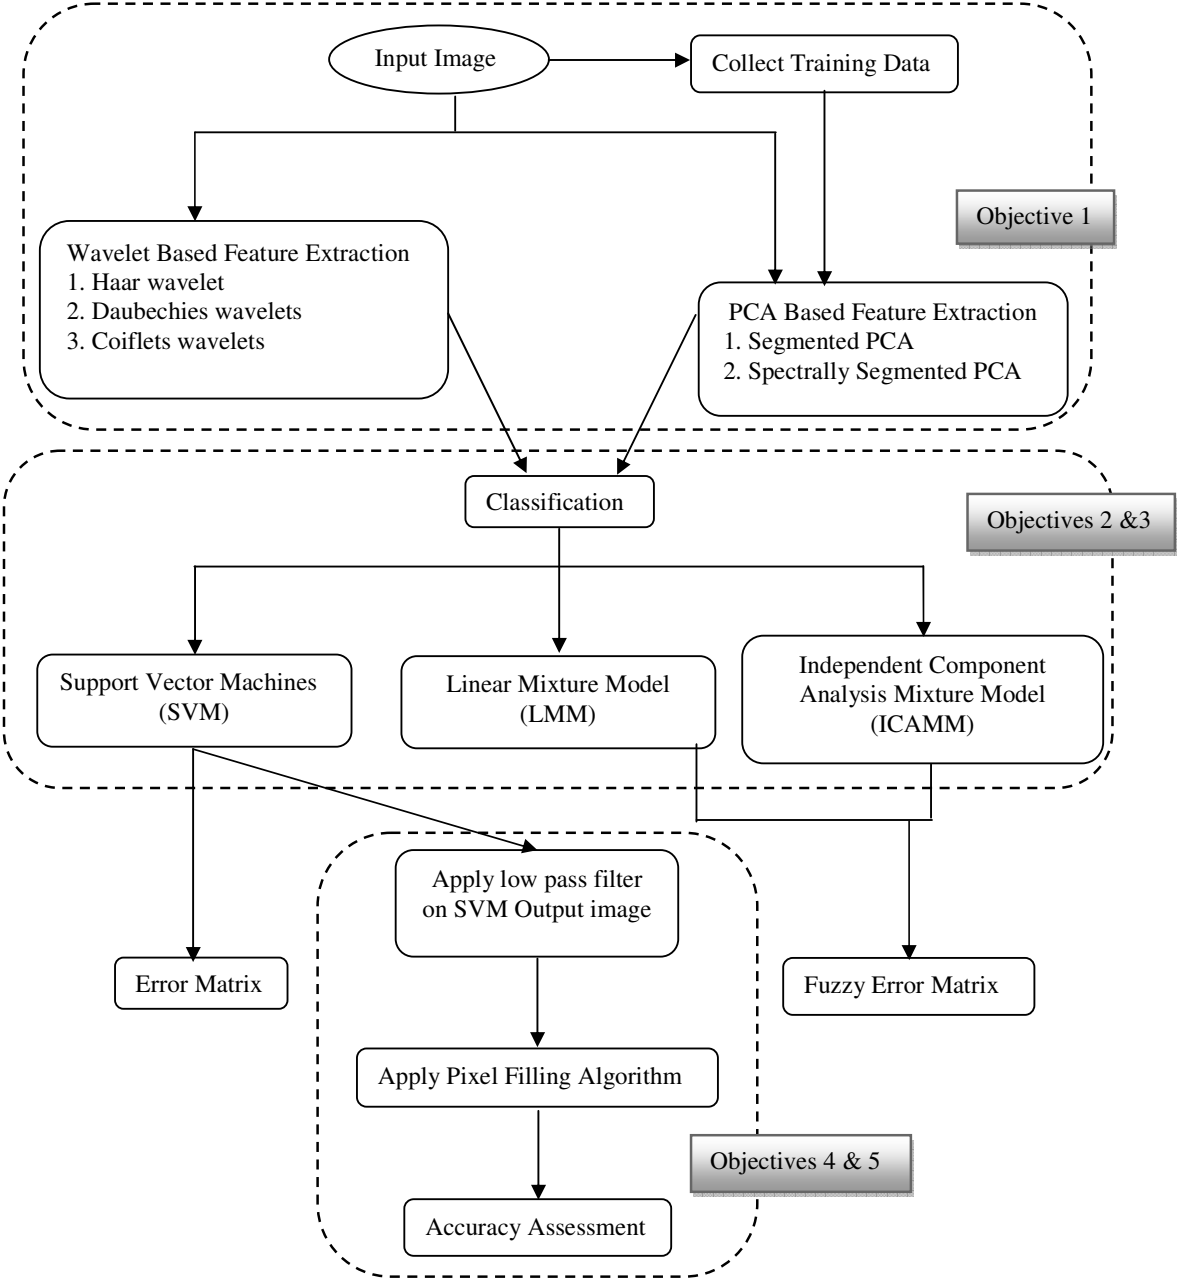 Input Image
Collect Training Data
Objective 1
Wavelet Based Feature Extraction
1. Haar wavelet
2. Daubechies wavelets
3. Coiflets wavelets
PCA Based Feature Extraction
1. Segmented PCA
2. Spectrally Segmented PCA
Classification
Objectives 2 &3
Support Vector Machines
(SVM)
Linear Mixture Model
(LMM)
Independent Component
Analysis Mixture Model
(ICAMM)
Apply low pass filter
on SVM Output image
Error Matrix
Fuzzy Error Matrix
Apply Pixel Filling Algorithm
Objectives 4 & 5
Accuracy Assessment